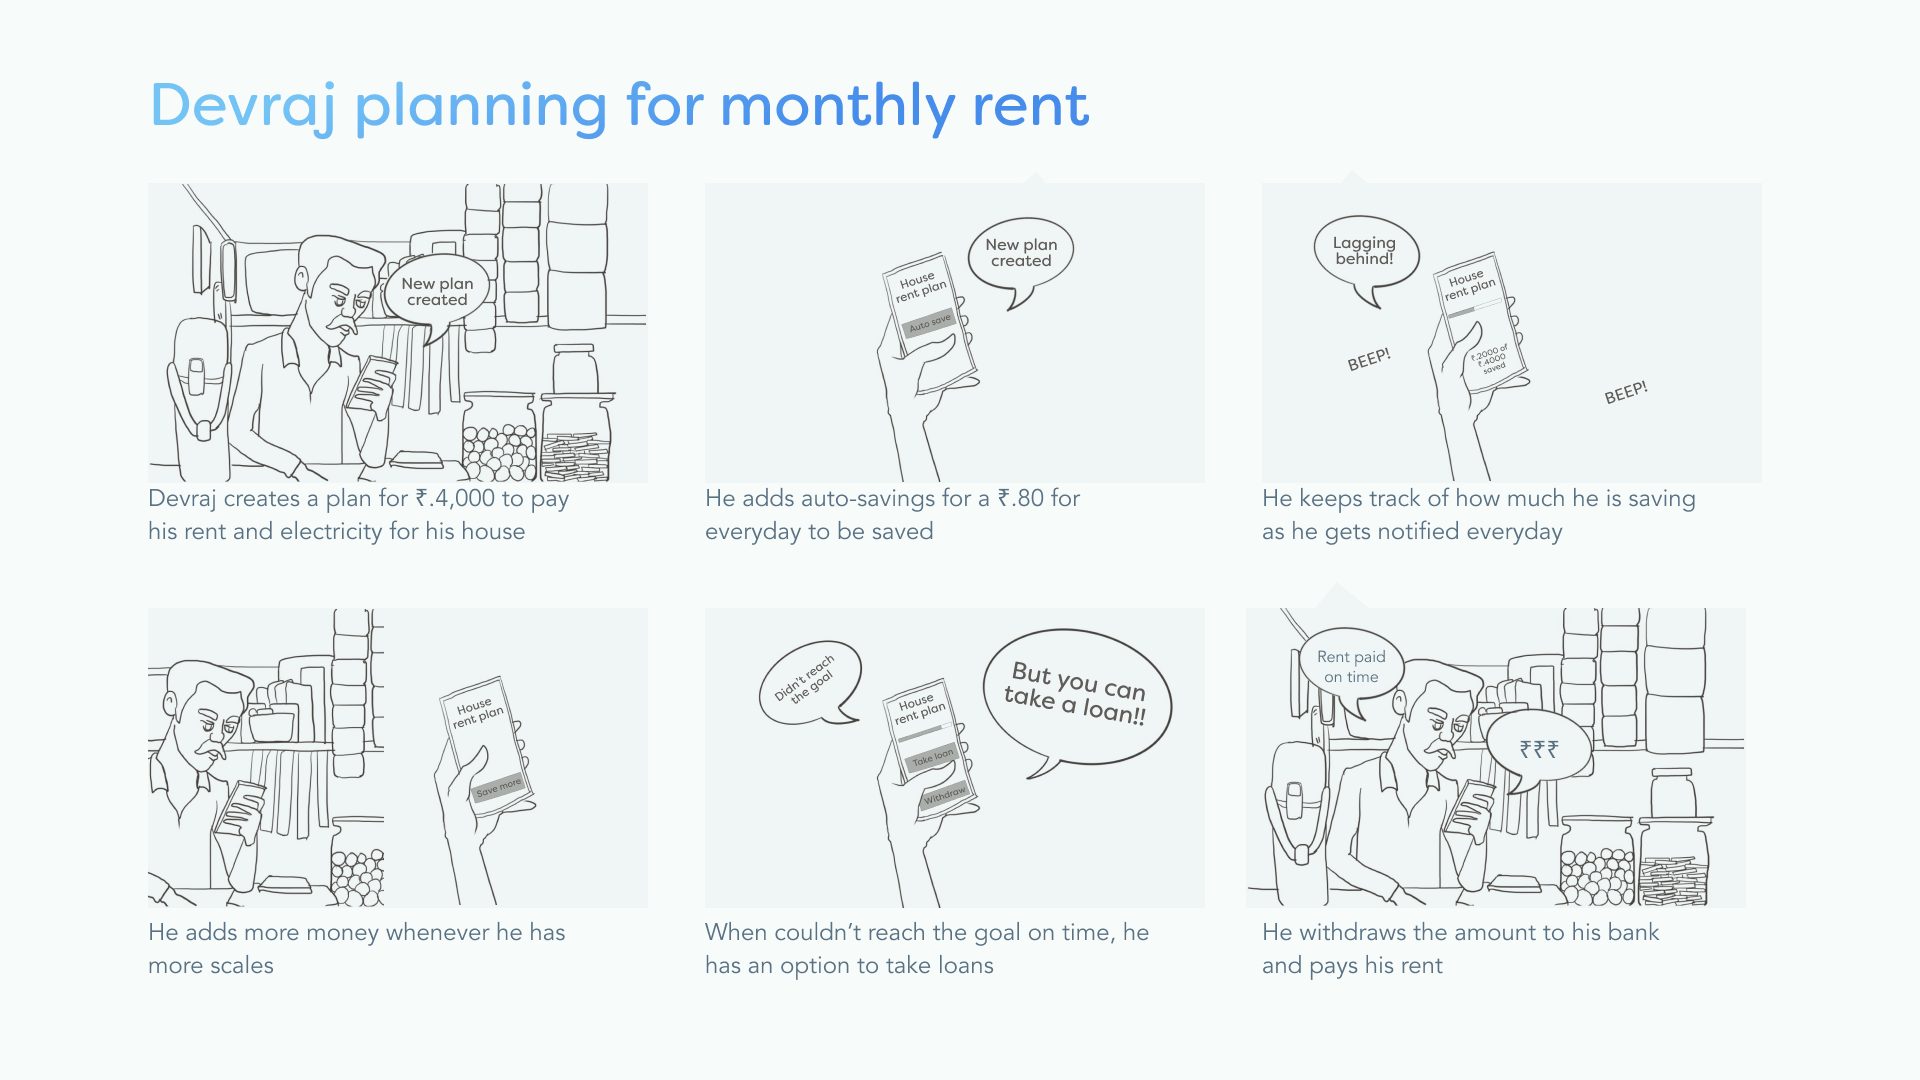 Devraj planning for monthly rent
New plan
created
Devraj creates a plan for ₹.4,000 to pay
his rent and electricity for his house
New plan
created
House
rent plan
Auto save
He adds auto-savings for a ₹.80 for
everyday to be saved
Lagging
behind!
House
rent plan
₹.2000 of
₹.4000
saved
BEEP!
BEEP!
He keeps track of how much he is saving
as he gets notified everyday
House
rent plan
Save more
He adds more money whenever he has
more scales
Didn't reach
the goal
House
rent plan
Take loan
Withdraw
But you can
take a loan!!
When couldn't reach the goal on time, he
has an option to take loans
Rent paid
on time
₹₹₹
He withdraws the amount to his bank
and pays his rent